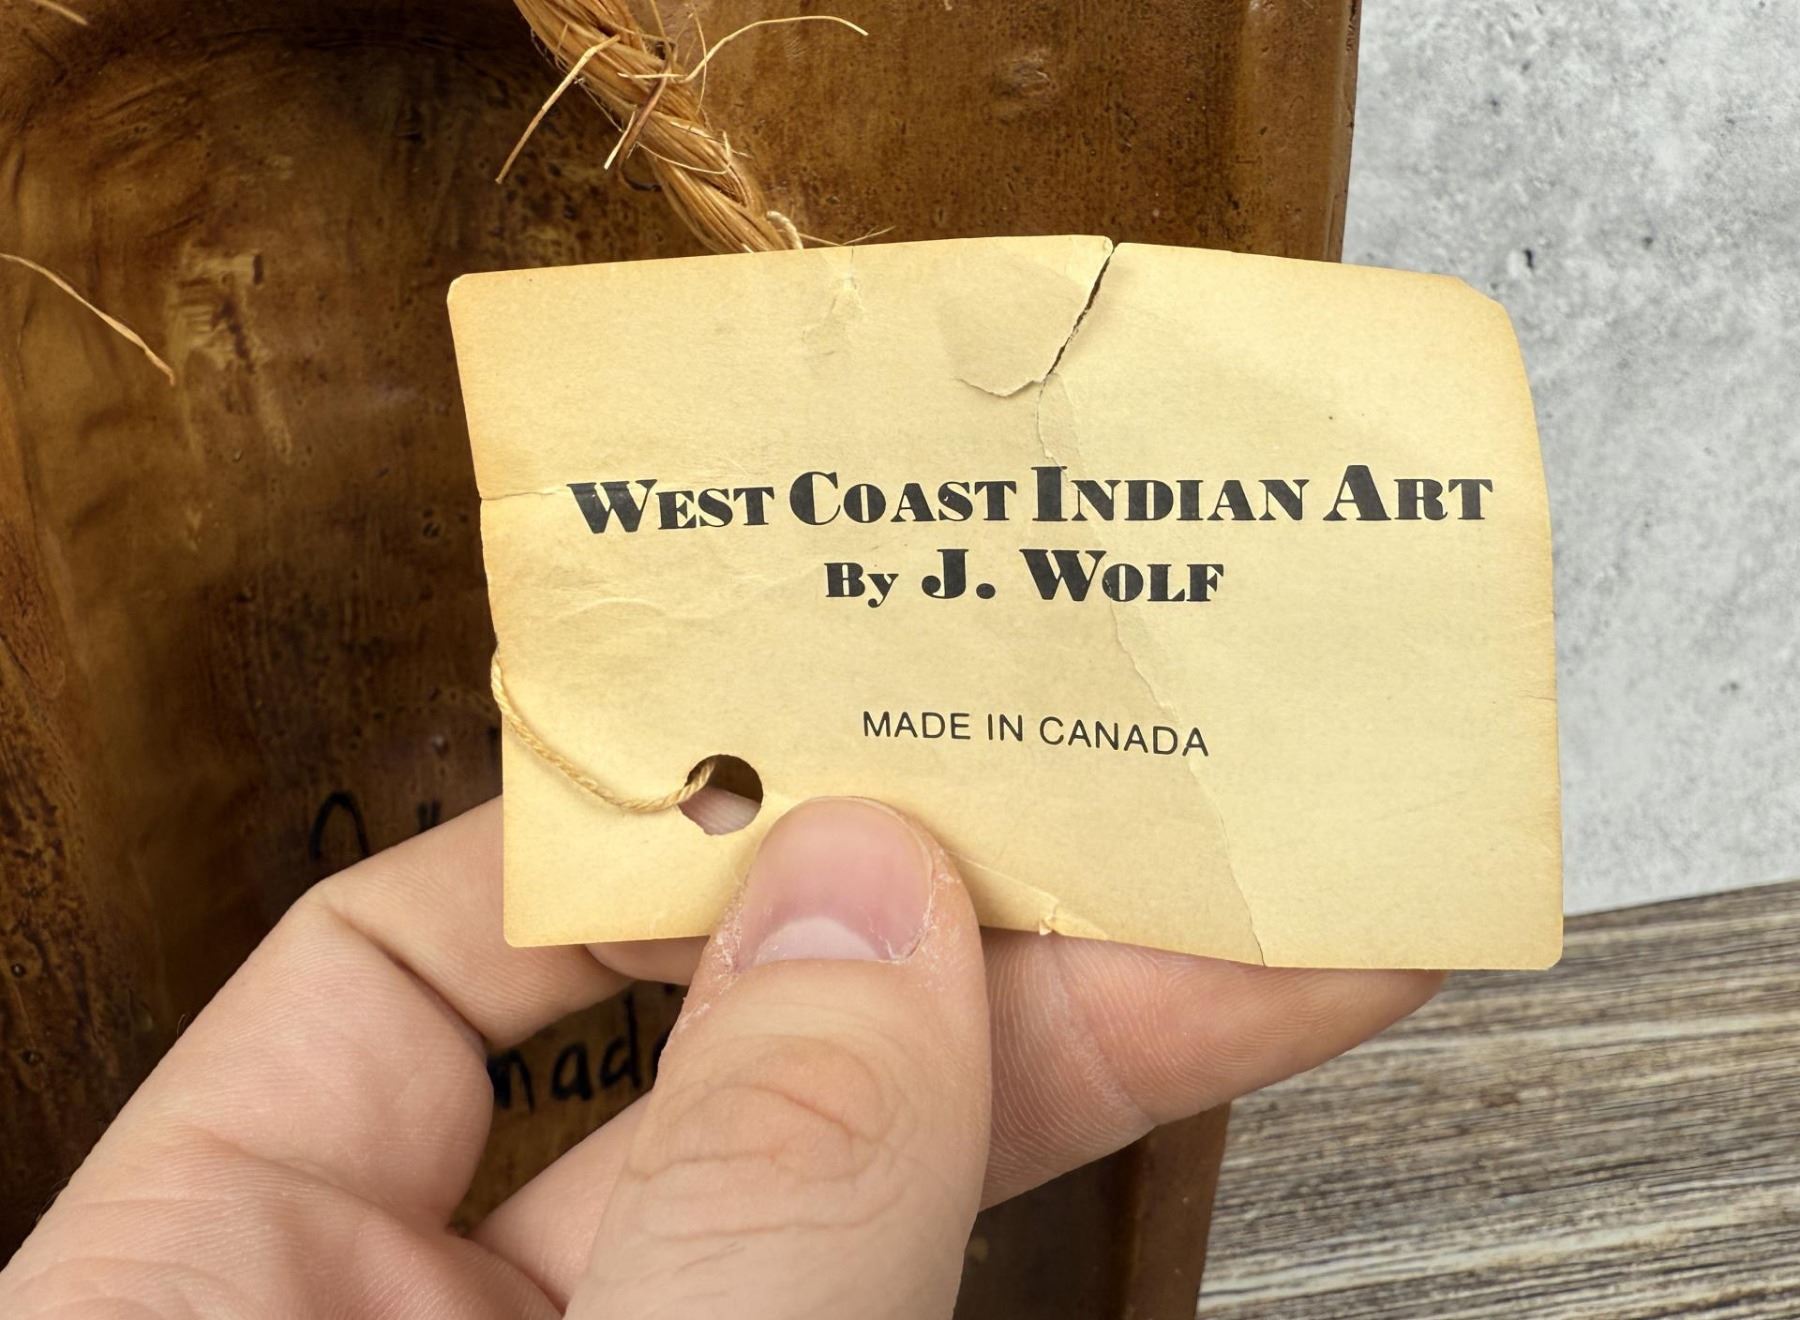 WEST COAST INDIAN ART
By J. WOLF
MADE IN CANADA